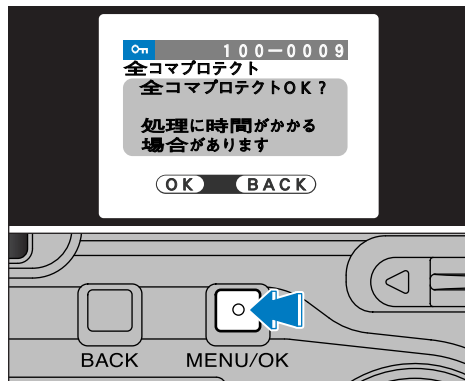 100-0009
全コマプロテクト
全コマプロテクトOK?
処理に時間がかかる
場合があります
OK BACK
BACK MENU/OK